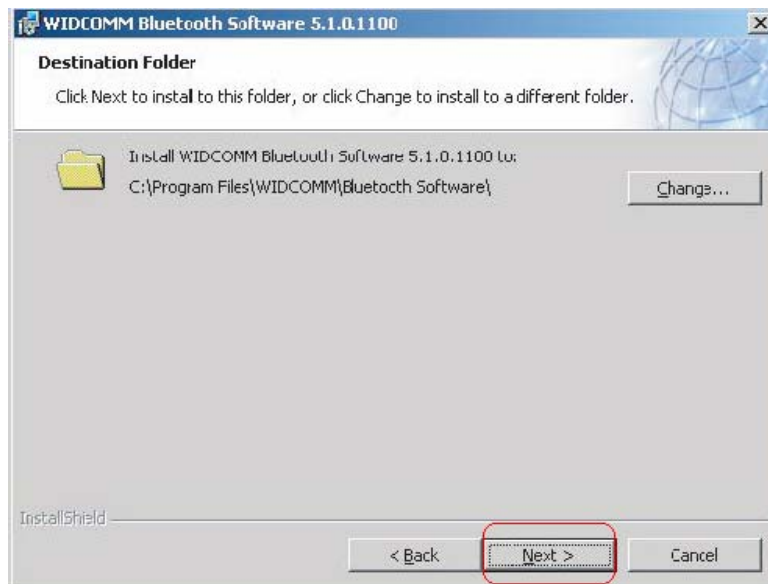 WIDCOMM Bluetooth Software 5.1.0.1100
Destination Folder
Click Next to instal to this folder, or click Change to install to a different folder.
Install WIDCOMM Bluetooth Software 5.1.0.1100 to:
C:\Program Files\WIDCOMM\Bluetooth Software\
Change...
InstallShield
< Back
Next >
Cancel